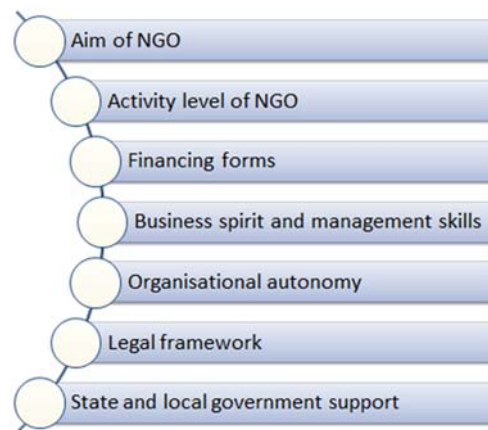 Aim of NGO
Activity level of NGO
Financing forms
Business spirit and management skills
Organisational autonomy
Legal framework
State and local government support